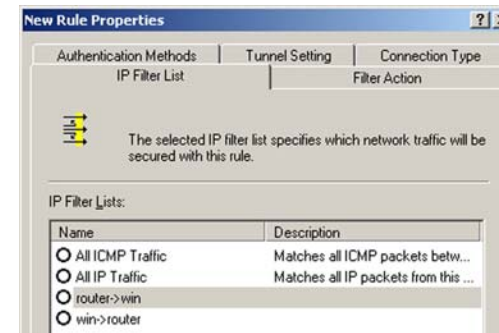 New Rule Properties
Authentication Methods Tunnel Setting Connection Type
IP Filter List Filter Action
The selected IP filter list specifies which network traffic will be
secured with this rule.
IP Filter Lists:
Name Description
All ICMP Traffic Matches all ICMP packets betw...
All IP Traffic Matches all IP packets from this ...
router->win
win->router